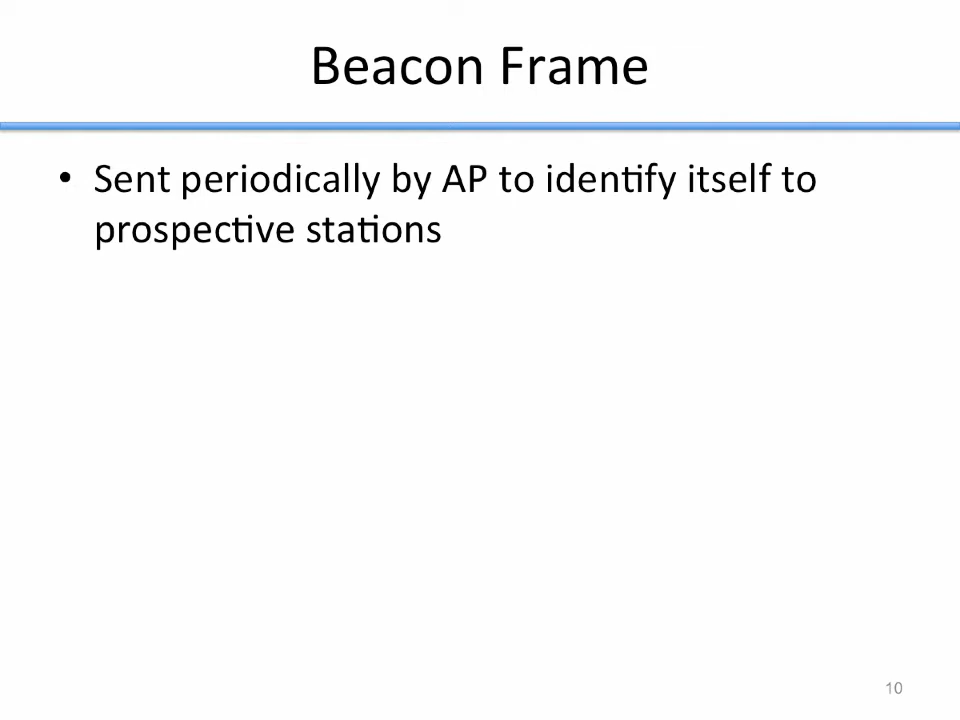 Beacon Frame
• Sent periodically by AP to identify itself to
prospective stations
10